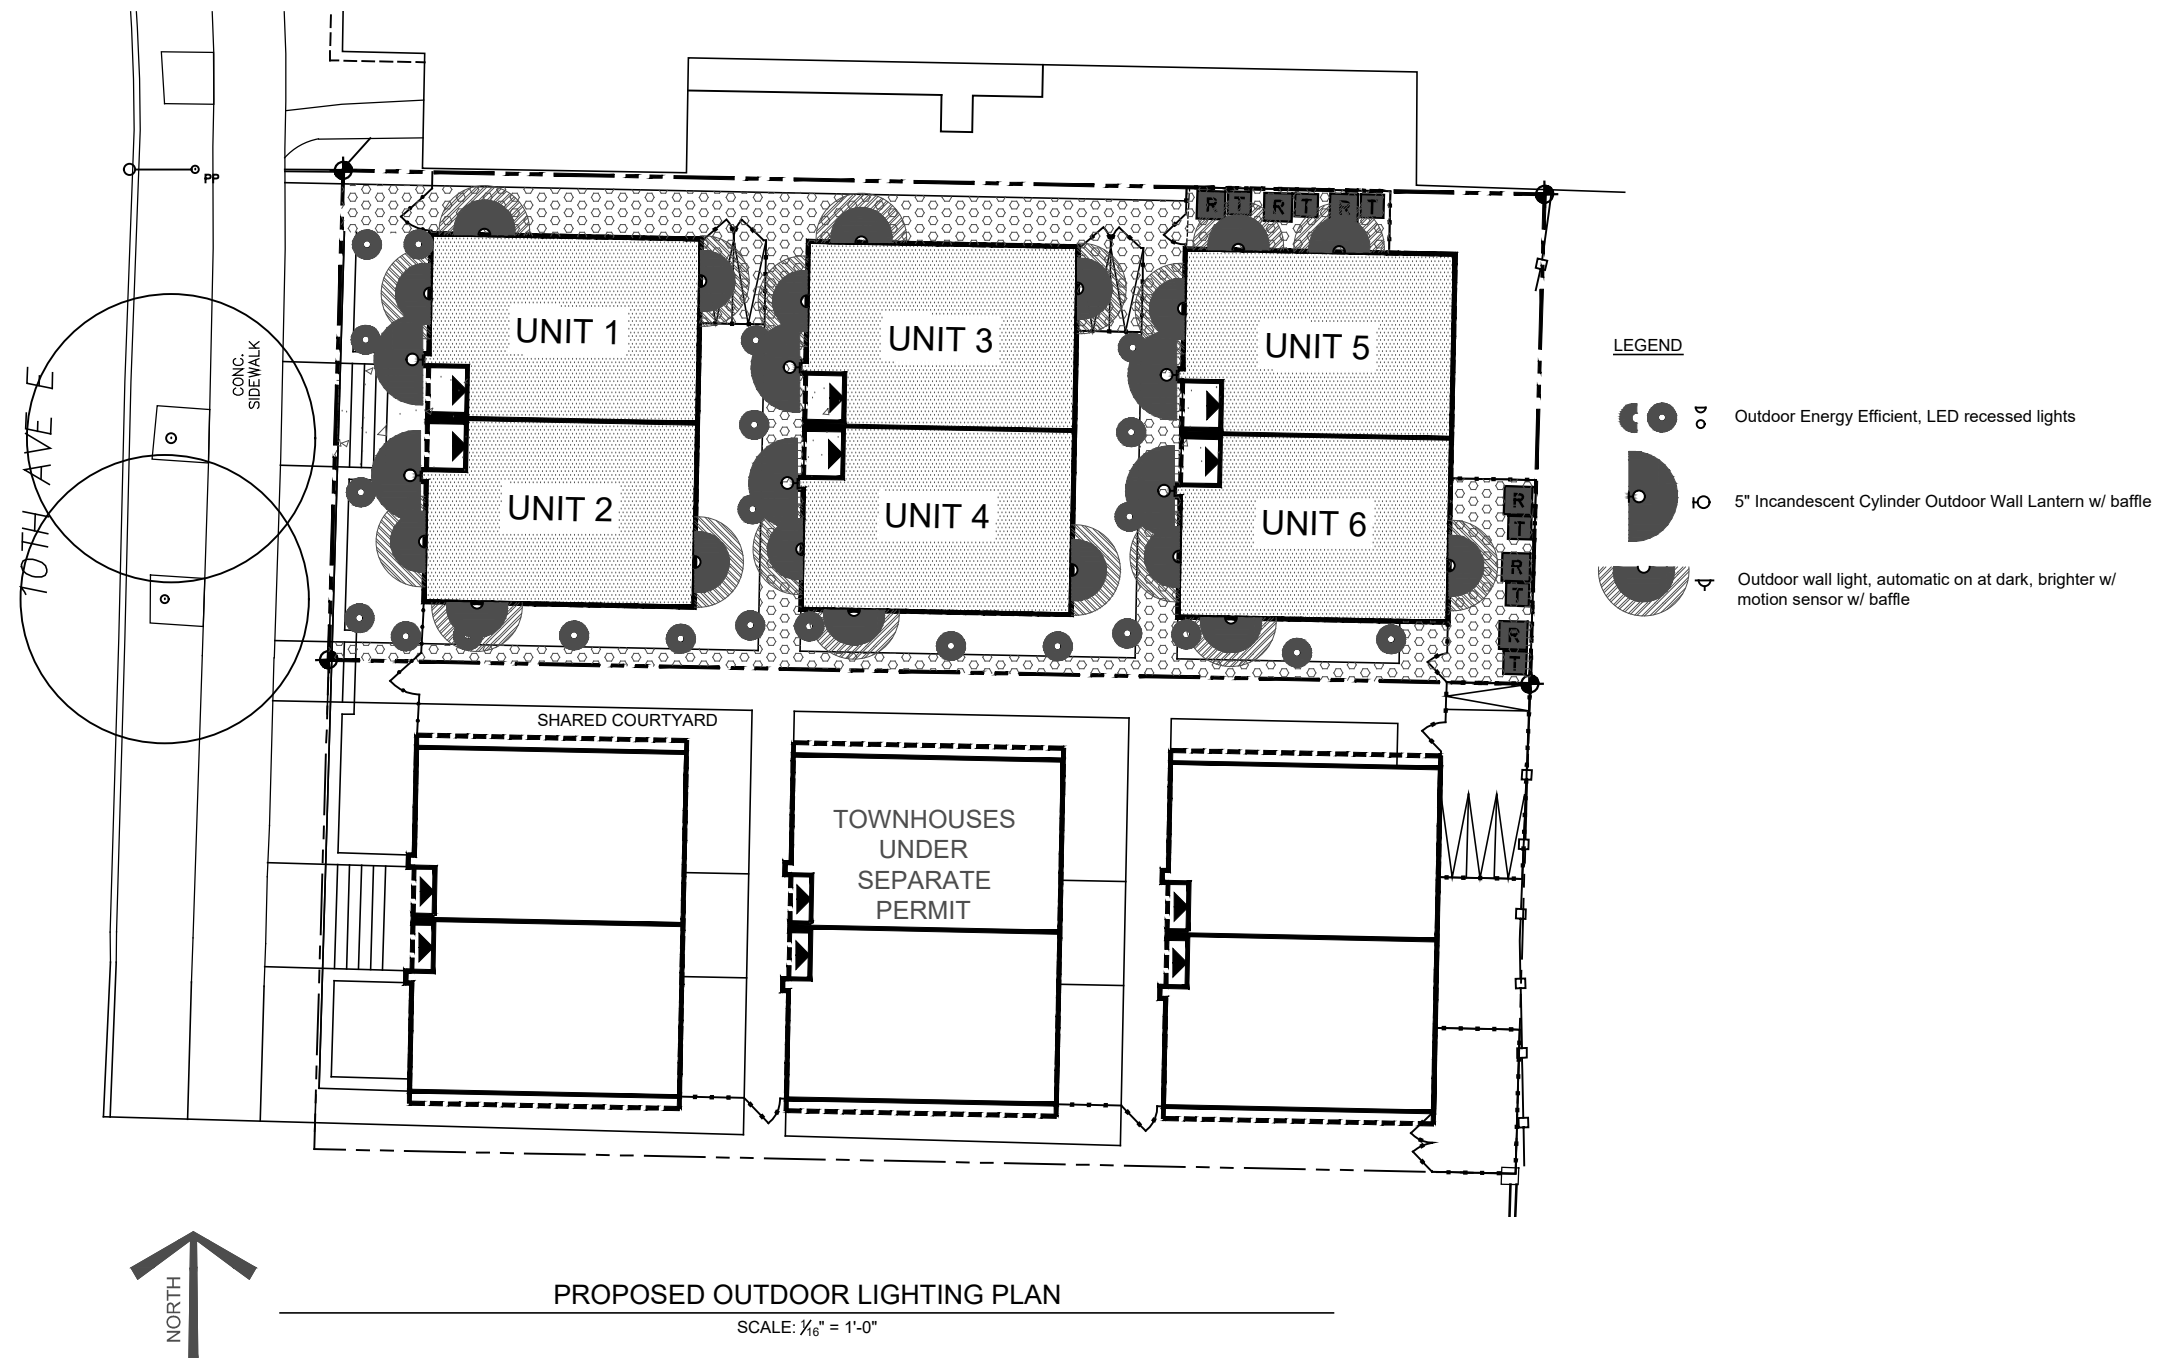 PP
R T R T R T
CONC.
SIDEWALK
10TH AVE E
UNIT 1
UNIT 3
UNIT 5
UNIT 2
UNIT 4
UNIT 6
R
T
R
T
R
T
LEGEND
Outdoor Energy Efficient, LED recessed lights
5" Incandescent Cylinder Outdoor Wall Lantern w/ baffle
Outdoor wall light, automatic on at dark, brighter w/
motion sensor w/ baffle
SHARED COURTYARD
TOWNHOUSES
UNDER
SEPARATE
PERMIT
NORTH
PROPOSED OUTDOOR LIGHTING PLAN
SCALE: 1/16" = 1'-0"